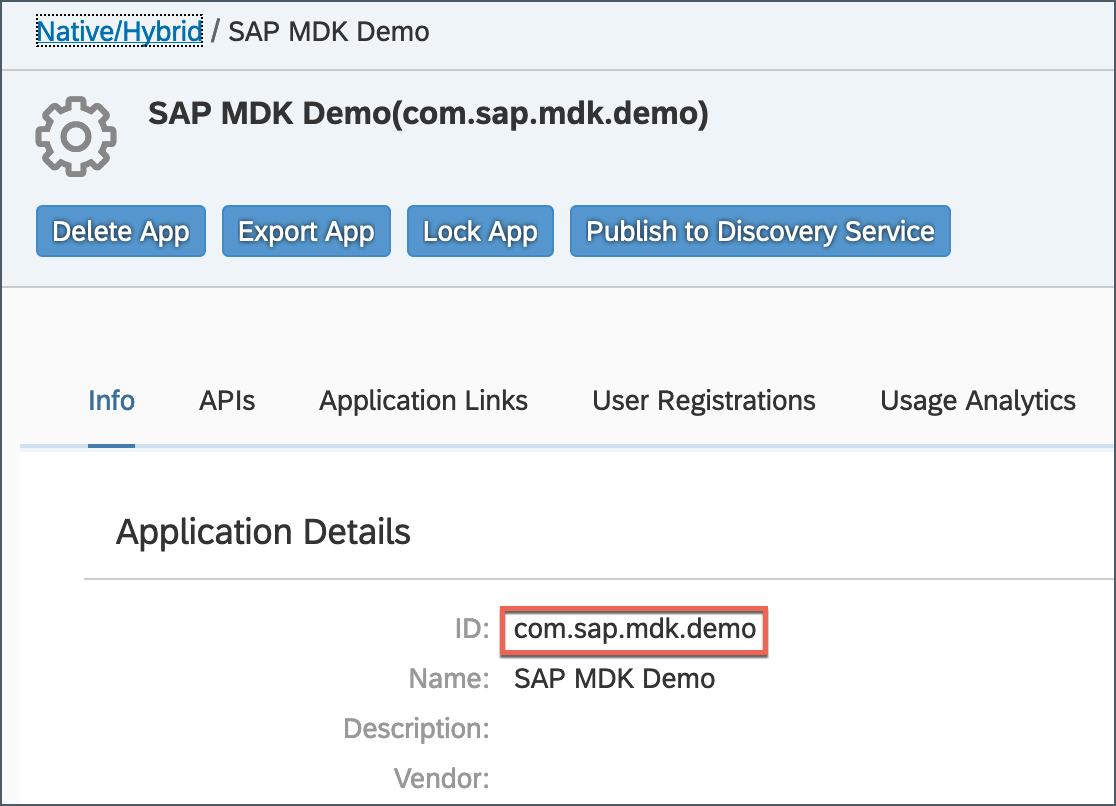 Native/Hybrid / SAP MDK Demo
SAP MDK Demo(com.sap.mdk.demo)
Delete App Export App Lock App Publish to Discovery Service
Info APIs Application Links User Registrations Usage Analytics
Application Details
ID: com.sap.mdk.demo
Name: SAP MDK Demo
Description:
Vendor: